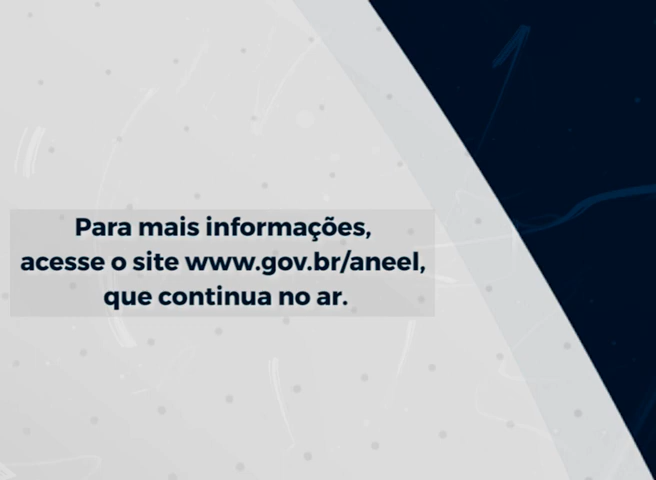 Para mais informações,
acesse o site www.gov.br/aneel,
que continua no ar.